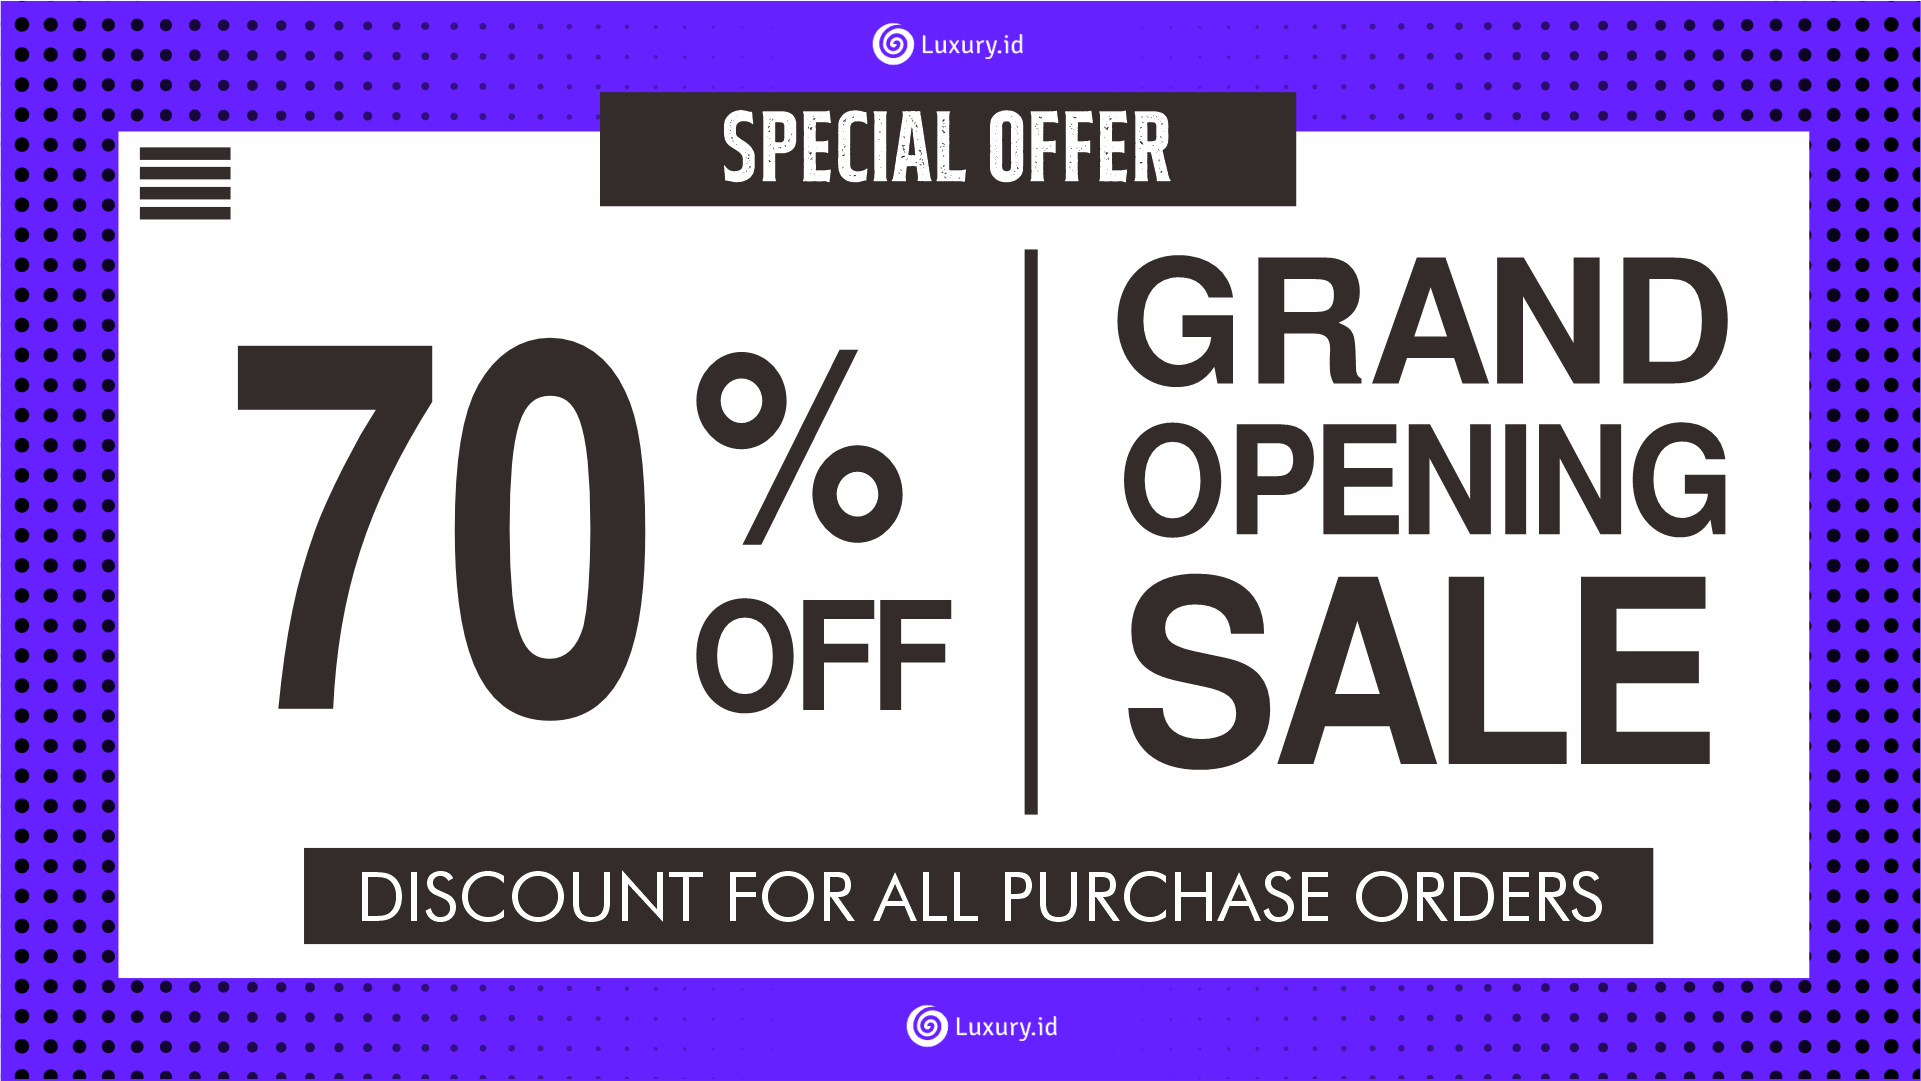 Luxury.id
SPECIAL OFFER
70%
OFF
GRAND
OPENING
SALE
DISCOUNT FOR ALL PURCHASE ORDERS
Luxury.id